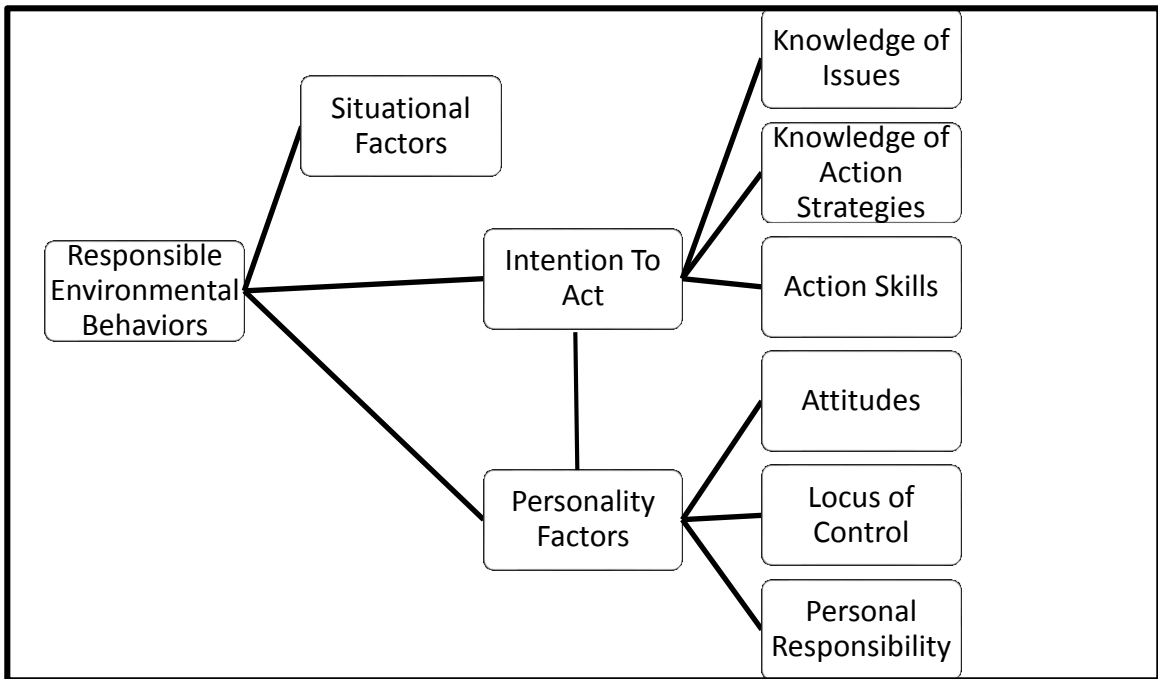 Responsible
Environmental
Behaviors
Situational
Factors
Intention To
Act
Personality
Factors
Knowledge of
Issues
Knowledge of
Action
Strategies
Action Skills
Attitudes
Locus of
Control
Personal
Responsibility